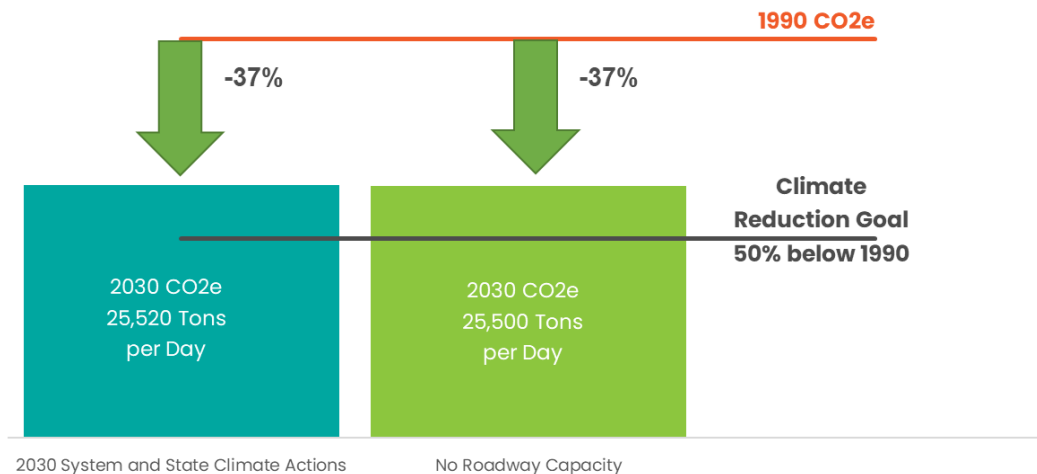 1990 CO2e
-37%
-37%
Climate
Reduction Goal
50% below 1990
2030 CO2e
25,520 Tons
per Day
2030 CO2e
25,500 Tons
per Day
2030 System and State Climate Actions
No Roadway Capacity